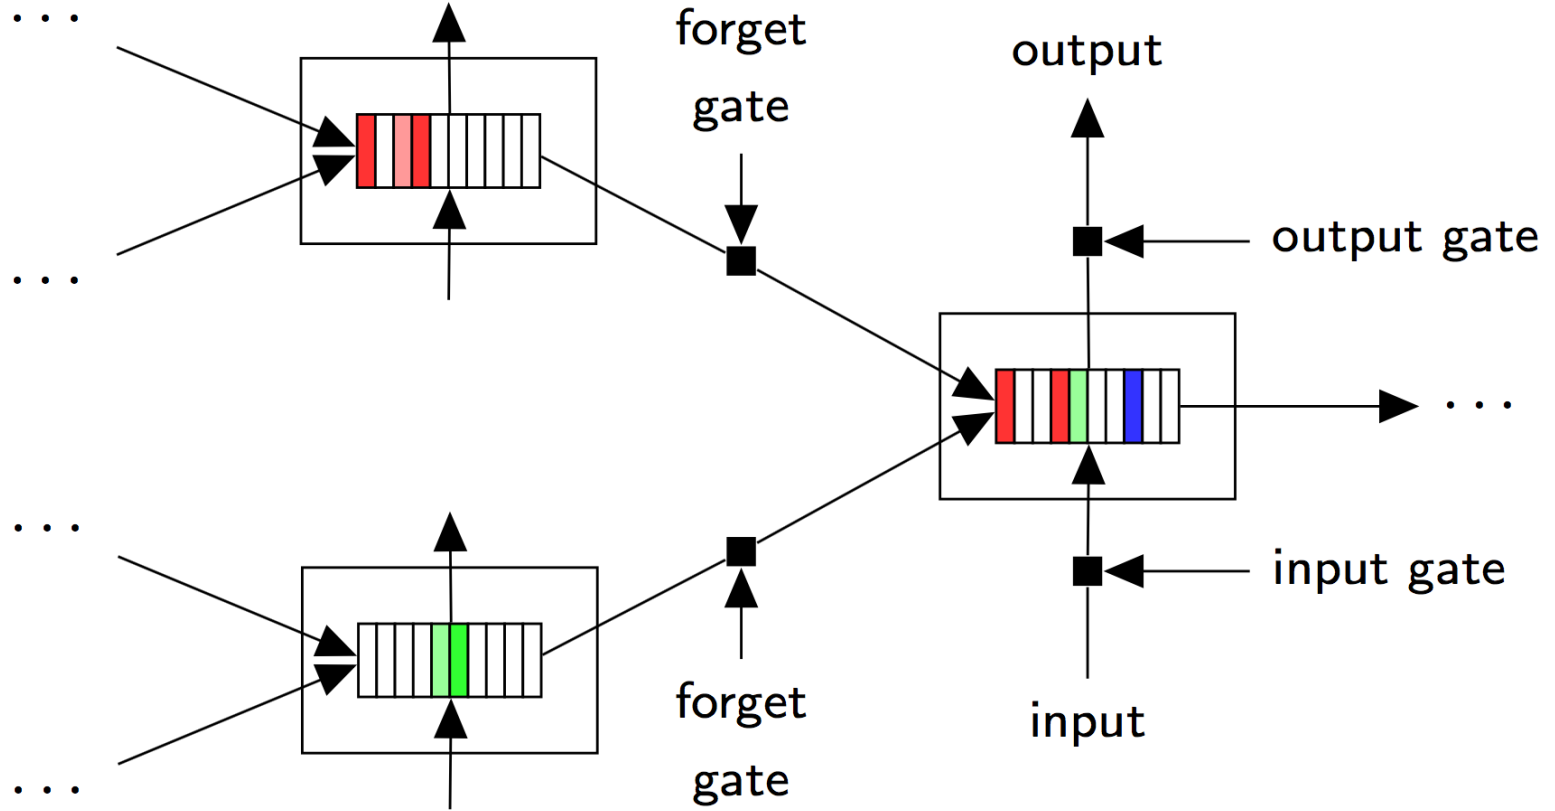 . . .
forget
gate
output
output gate
. . .
. . .
. . .
input gate
forget
gate
input
. . .